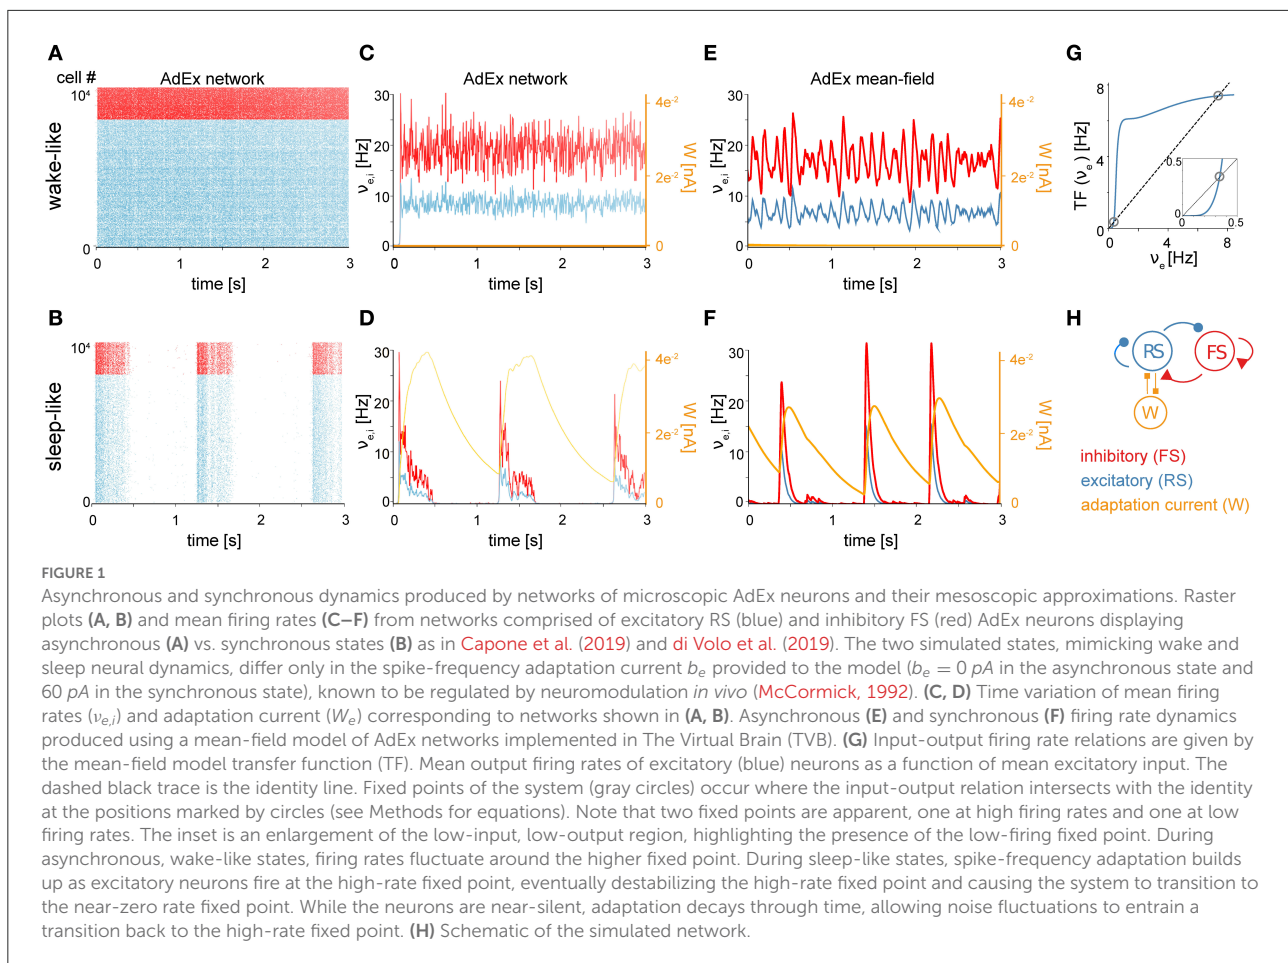 A
AdEx network
cell #
10⁴
wake-like
0
0 1 2 3
time [s]
C
AdEx network
30
25
20
15
10
5
0
ν e,i [Hz]
4e-2
2e-2
0
W [nA]
0 1 2 3
time [s]
E
AdEx mean-field
30
25
20
15
10
5
0
ν e,i [Hz]
4e-2
2e-2
0
W [nA]
0 1 2 3
time [s]
G
8
4
0
TF (ν e) [Hz]
0.5
0
0 0.5
0 4 8
ν e [Hz]
B
10⁴
sleep-like
0
0 1 2 3
time [s]
D
30
25
20
15
10
5
0
ν e,i [Hz]
4e-2
2e-2
0
W [nA]
0 1 2 3
time [s]
F
30
25
20
15
10
5
0
ν e,i [Hz]
4e-2
2e-2
0
W [nA]
0 1 2 3
time [s]
H
RS FS
W
inhibitory (FS)
excitatory (RS)
adaptation current (W)
FIGURE 1
Asynchronous and synchronous dynamics produced by networks of microscopic AdEx neurons and their mesoscopic approximations. Raster
plots (A, B) and mean firing rates (C–F) from networks comprised of excitatory RS (blue) and inhibitory FS (red) AdEx neurons displaying
asynchronous (A) vs. synchronous states (B) as in Capone et al. (2019) and di Volo et al. (2019). The two simulated states, mimicking wake and
sleep neural dynamics, differ only in the spike-frequency adaptation current bₑ provided to the model (bₑ = 0 pA in the asynchronous state and
60 pA in the synchronous state), known to be regulated by neuromodulation in vivo (McCormick, 1992). (C, D) Time variation of mean firing
rates (νe,i) and adaptation current (Wₑ) corresponding to networks shown in (A, B). Asynchronous (E) and synchronous (F) firing rate dynamics
produced using a mean-field model of AdEx networks implemented in The Virtual Brain (TVB). (G) Input-output firing rate relations are given by
the mean-field model transfer function (TF). Mean output firing rates of excitatory (blue) neurons as a function of mean excitatory input. The
dashed black trace is the identity line. Fixed points of the system (gray circles) occur where the input-output relation intersects with the identity
at the positions marked by circles (see Methods for equations). Note that two fixed points are apparent, one at high firing rates and one at low
firing rates. The inset is an enlargement of the low-input, low-output region, highlighting the presence of the low-firing fixed point. During
asynchronous, wake-like states, firing rates fluctuate around the higher fixed point. During sleep-like states, spike-frequency adaptation builds
up as excitatory neurons fire at the high-rate fixed point, eventually destabilizing the high-rate fixed point and causing the system to transition to
the near-zero rate fixed point. While the neurons are near-silent, adaptation decays through time, allowing noise fluctuations to entrain a
transition back to the high-rate fixed point. (H) Schematic of the simulated network.